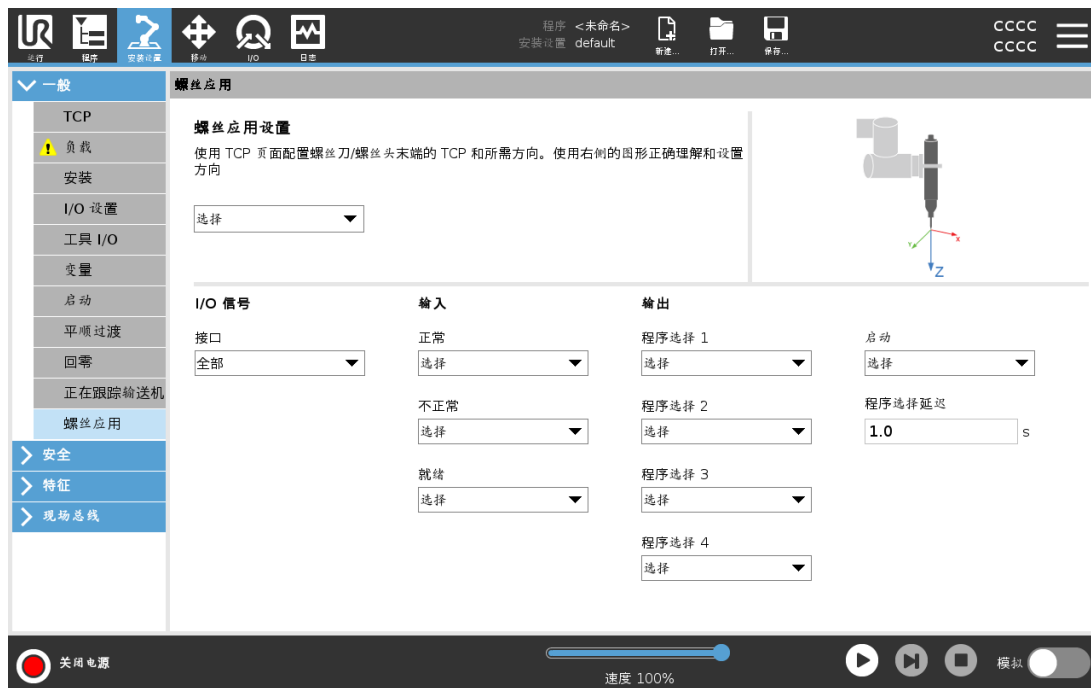 程序 <未命名>
安装设置 default
CCCC
CCCC
运行 程序 安装设置 移动 I/O 日志 新建... 打开... 保存...
一般
TCP
负载
安装
I/O 设置
工具 I/O
变量
启动
平顺过渡
回零
正在跟踪输送机
螺丝应用
安全
特征
现场总线
螺丝应用
螺丝应用设置
使用 TCP 页面配置螺丝刀/螺丝头末端的 TCP 和所需方向。使用右侧的图形正确理解和设置
方向
选择
Y X
Z
I/O 信号 输入 输出
接口 正常 程序选择 1 启动
全部 选择 选择 选择
不正常 程序选择 2 程序选择延迟
选择 选择 1.0 s
就绪 程序选择 3
选择 选择
程序选择 4
选择
关闭电源
速度 100%
模拟